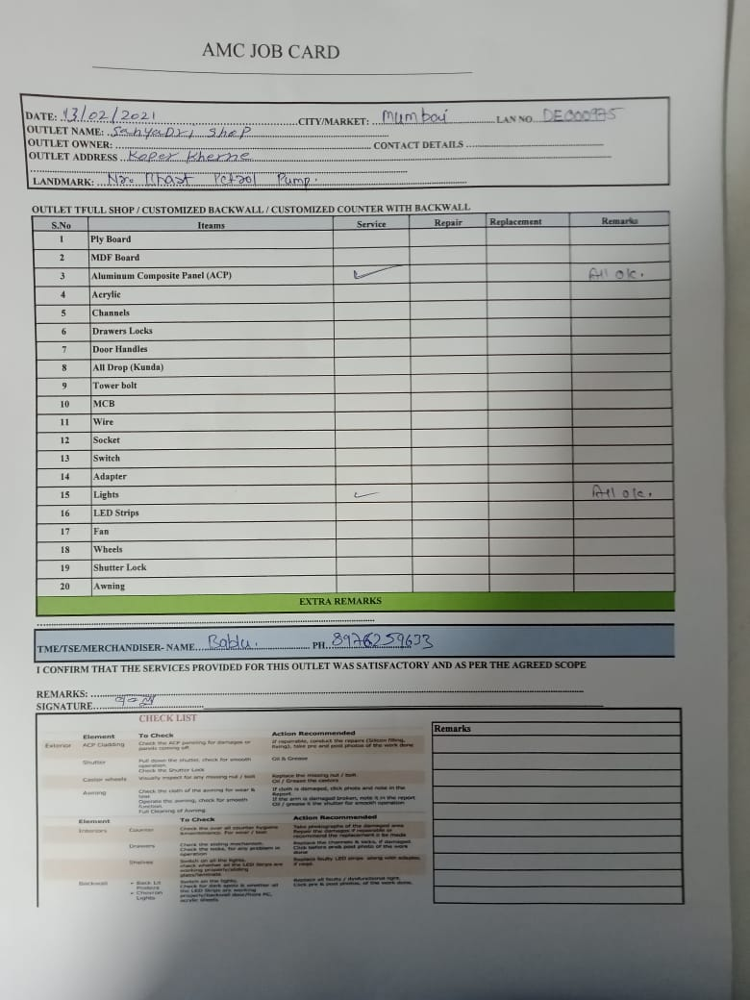 AMC JOB CARD
DATE: 13/02/2021 CITY/MARKET: Mumbai LAN NO. DE000975
OUTLET NAME: Sahyadri Shop
OUTLET OWNER: CONTACT DETAILS
OUTLET ADDRESS Koper Kherne
LANDMARK: Petrol Pump.
OUTLET TFULL SHOP / CUSTOMIZED BACKWALL / CUSTOMIZED COUNTER WITH BACKWALL
S.No Iteams Service Repair Replacement Remarks
1 Ply Board
2 MDF Board
3 Aluminum Composite Panel (ACP) ✓ All ok.
4 Acrylic
5 Channels
6 Drawers Locks
7 Door Handles
8 All Drop (Kunda)
9 Tower bolt
10 MCB
11 Wire
12 Socket
13 Switch
14 Adapter
15 Lights ✓ All ok.
16 LED Strips
17 Fan
18 Wheels
19 Shutter Lock
20 Awning
EXTRA REMARKS
TME/TSE/MERCHANDISER- NAME Bablu. PH. 8976259633
I CONFIRM THAT THE SERVICES PROVIDED FOR THIS OUTLET WAS SATISFACTORY AND AS PER THE AGREED SCOPE
REMARKS:
SIGNATURE
CHECK LIST
Remarks
Element To Check Action Recommended
Exterior ACP Cladding Check the ACP panning for damages or
panels coming off
If repairable, conduct the repairs (Silicon filling,
fixing), take pre and post photos of the work done
Shutter Pull down the shutter, check for smooth
operation
Check the Shutter Lock
Oil & Grease
Castor wheels Visually inspect for any missing nut / bolt
Replace the missing nut / bolt
Oil / Grease the castors
Awning Check the cloth of the awning for wear &
tear
Operate the awning, check for smooth
function
Full Cleaning of Awning
If cloth is damaged, click photo and note in the
Report
If the arm is damaged broken, note it in the report
Oil / grease the shutter for smooth operation
Element To Check Action Recommended
Interiors Counter Check the over all counter hygiene
For wear / tear
Take photographs of the damaged area
Repair the damages if repairable or
recommend the replacement to be made
Drawers Check the sliding mechanism
Check the locks, for any problem in
operation
Replace the channels & locks, if damaged
Click before and post photo of the work
done
Shelves Switch on all the lights,
check whether all the LED Strips are
working properly
Replace faulty LED strips along with adapter,
if reqd.
Backwall Back Lit
Posters
Chevron
Lights
Switch on the lights,
Check for dark spots & whether all
the LED Strips are working
acrylic sheets
Replace all faulty / dysfunctional light,
Click pre & post photos, of the work done.